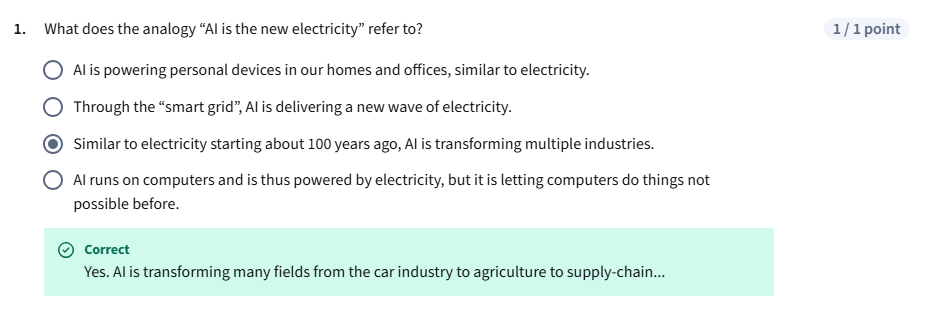 1. What does the analogy “AI is the new electricity” refer to?
1 / 1 point
AI is powering personal devices in our homes and offices, similar to electricity.
Through the “smart grid”, AI is delivering a new wave of electricity.
Similar to electricity starting about 100 years ago, AI is transforming multiple industries.
AI runs on computers and is thus powered by electricity, but it is letting computers do things not
possible before.
Correct
Yes. AI is transforming many fields from the car industry to agriculture to supply-chain...